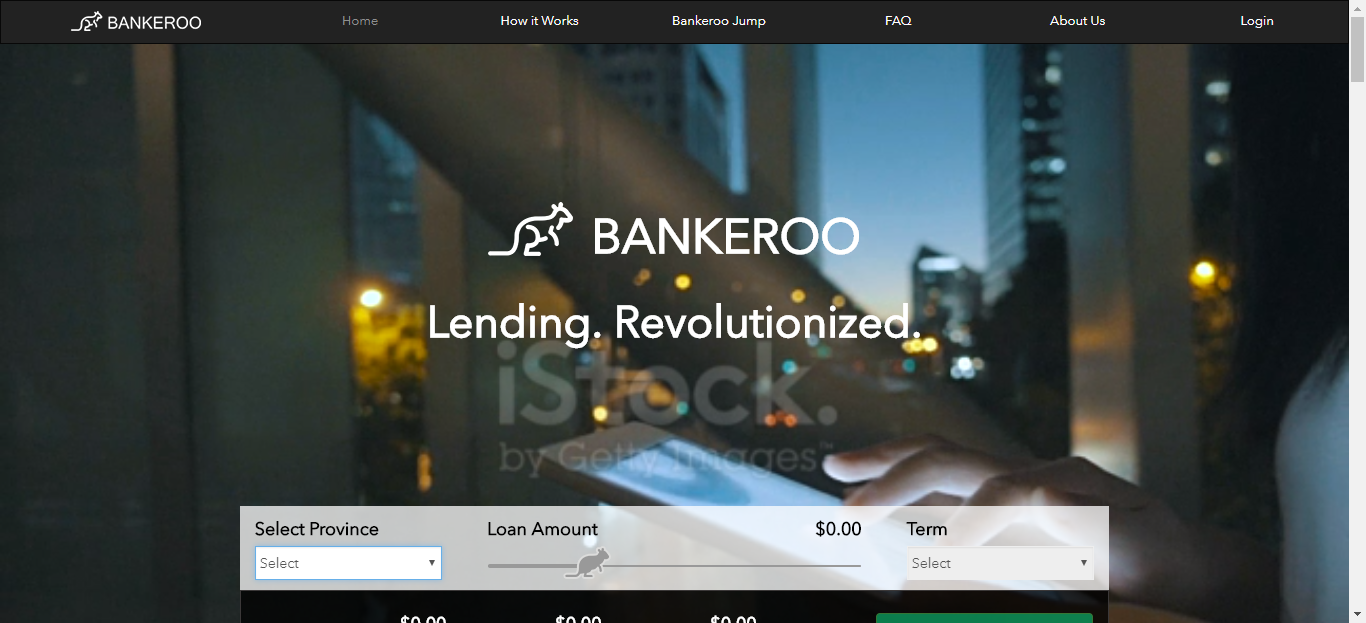 BANKEROO Home How it Works Bankeroo Jump FAQ About Us Login
BANKEROO
Lending. Revolutionized.
iStock.
by Getty Images™
Select Province Loan Amount $0.00 Term
Select Select
$0.00 $0.00 $0.00